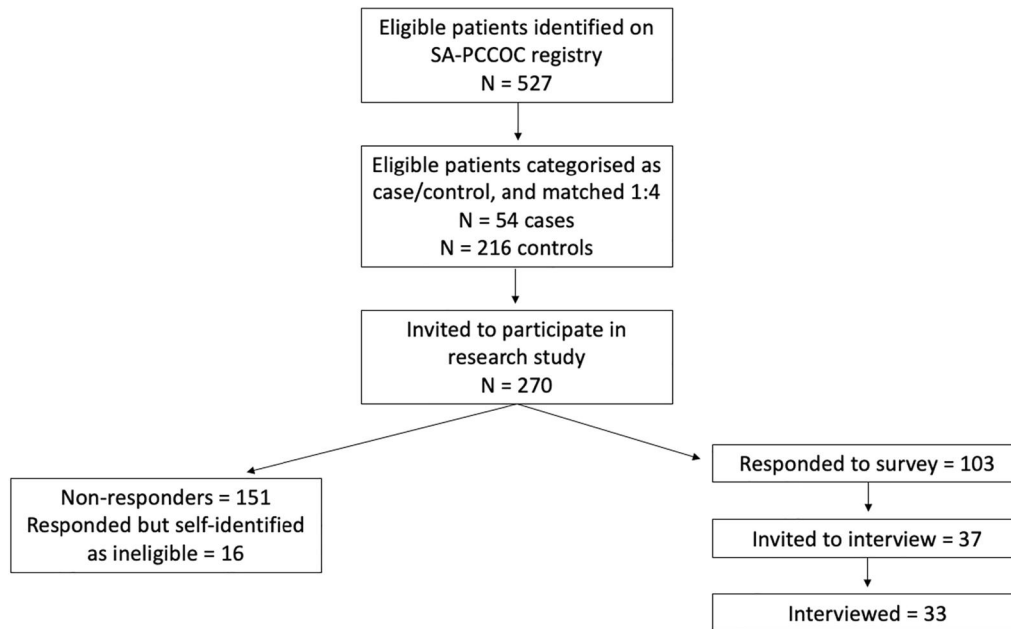 Eligible patients identified on
SA-PCCOC registry
N = 527
Eligible patients categorised as
case/control, and matched 1:4
N = 54 cases
N = 216 controls
Invited to participate in
research study
N = 270
Non-responders = 151
Responded but self-identified
as ineligible = 16
Responded to survey = 103
Invited to interview = 37
Interviewed = 33